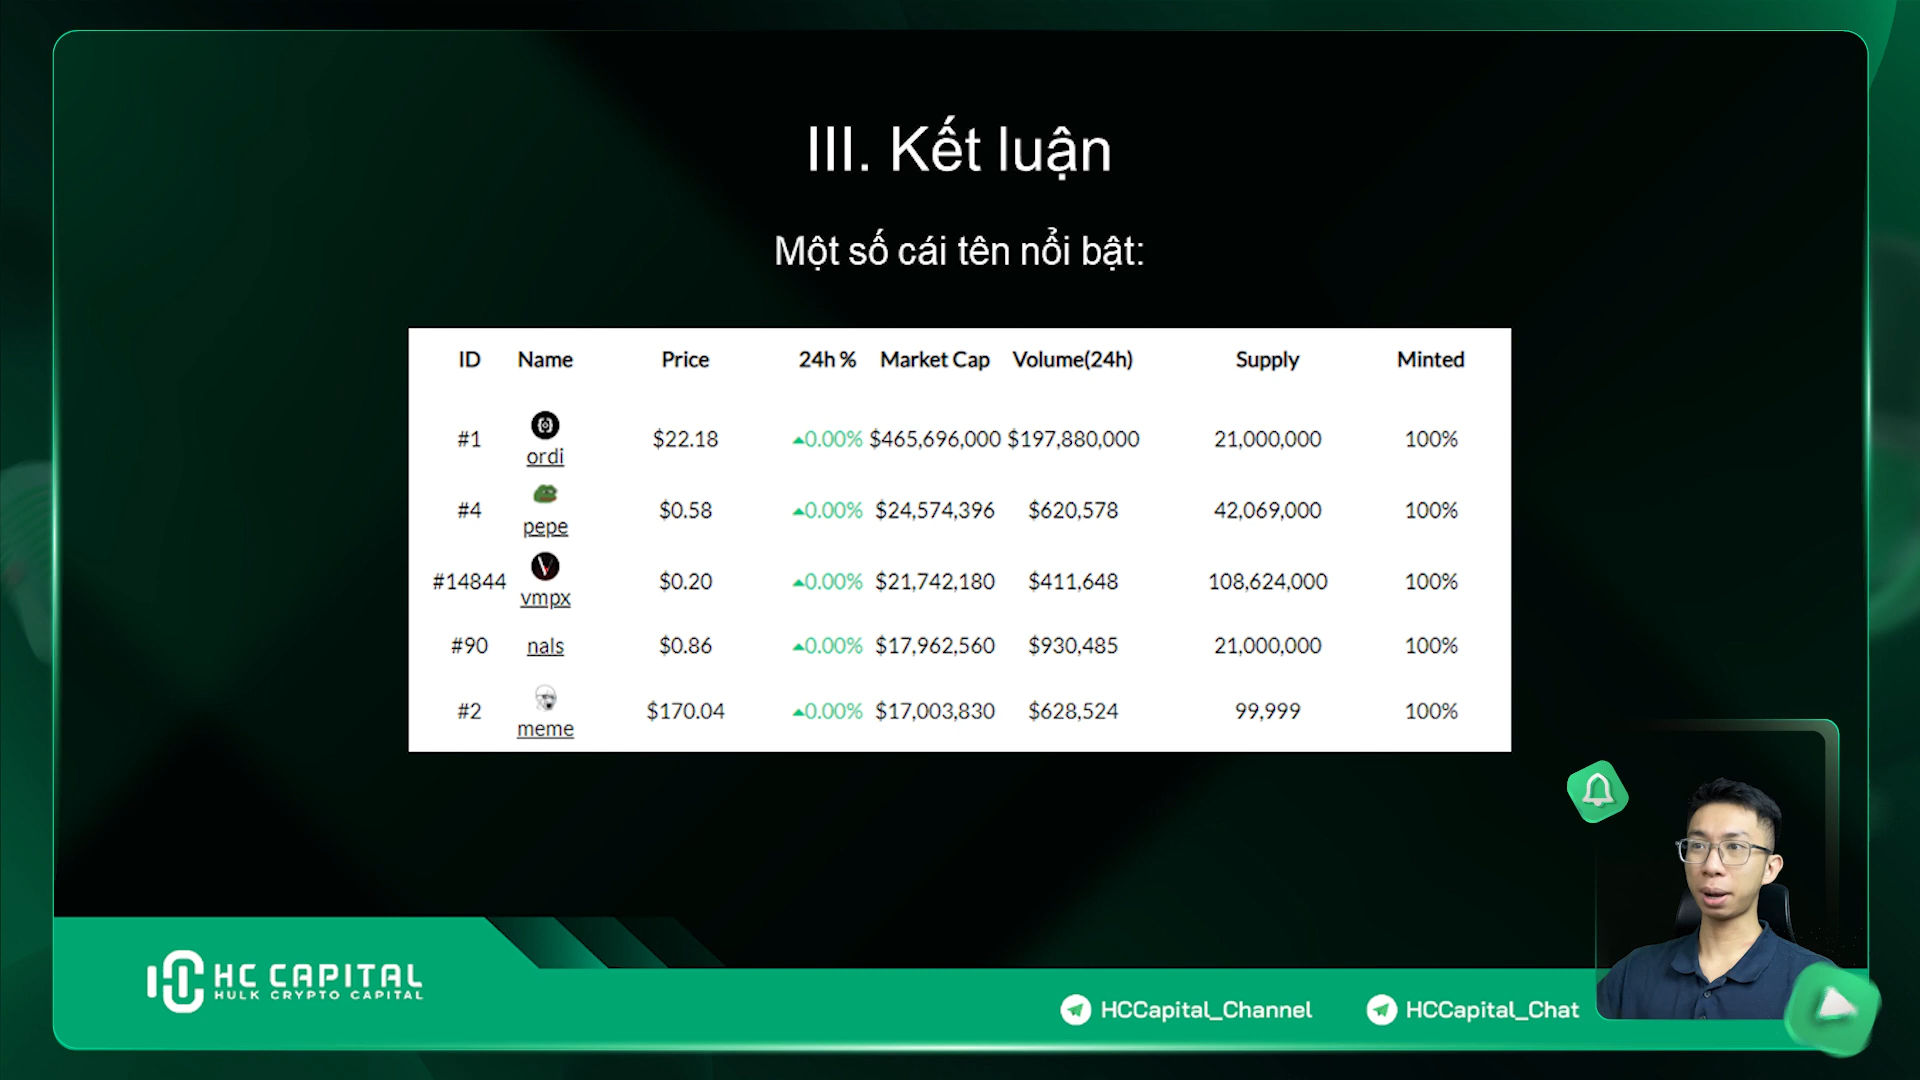 III. Kết luận
Một số cái tên nổi bật:
ID Name Price 24h % Market Cap Volume(24h) Supply Minted
#1 ordi $22.18 0.00% $465,696,000 $197,880,000 21,000,000 100%
#4 pepe $0.58 0.00% $24,574,396 $620,578 42,069,000 100%
#14844 vmpx $0.20 0.00% $21,742,180 $411,648 108,624,000 100%
#90 nals $0.86 0.00% $17,962,560 $930,485 21,000,000 100%
#2 meme $170.04 0.00% $17,003,830 $628,524 99,999 100%
HC CAPITAL
HULK CRYPTO CAPITAL
HCCapital_Channel HCCapital_Chat